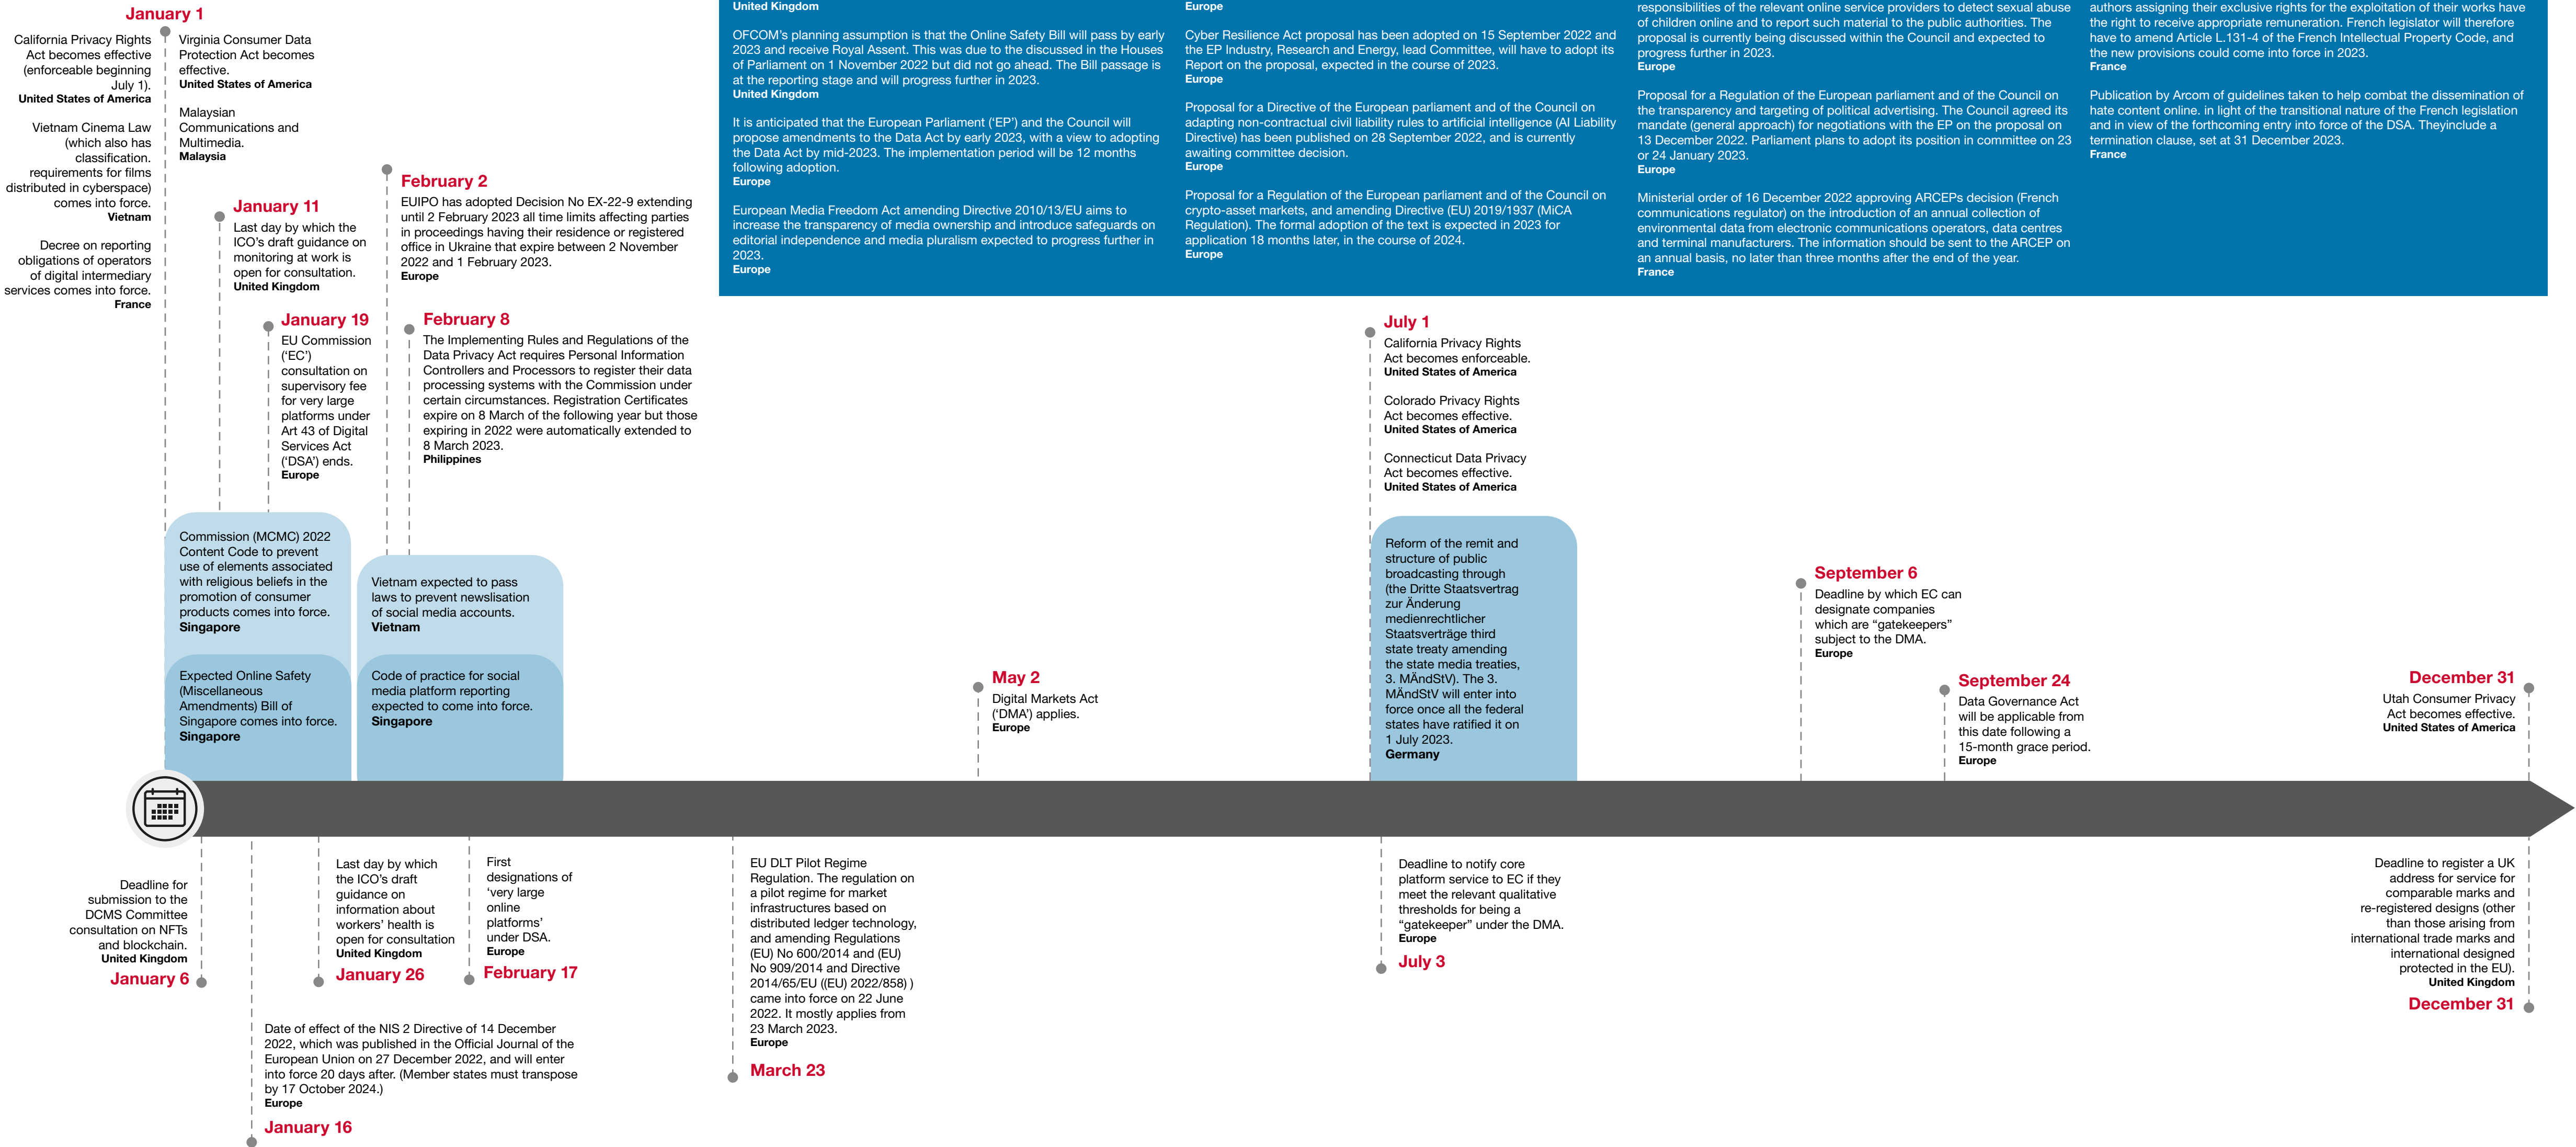 January 1
California Privacy Rights
Act becomes effective
(enforceable beginning
July 1).
United States of America
Vietnam Cinema Law
(which also has
classification.
requirements for films
distributed in cyberspace)
comes into force.
Vietnam
Decree on reporting
obligations of operators
of digital intermediary
services comes into force.
France
Virginia Consumer Data
Protection Act becomes
effective.
United States of America
Malaysian
Communications and
Multimedia.
Malaysia
January 11
Last day by which the
ICO’s draft guidance on
monitoring at work is
open for consultation.
United Kingdom
January 19
EU Commission
(‘EC’)
consultation on
supervisory fee
for very large
platforms under
Art 43 of Digital
Services Act
(‘DSA’) ends.
Europe
February 2
EUIPO has adopted Decision No EX-22-9 extending
until 2 February 2023 all time limits affecting parties
in proceedings having their residence or registered
office in Ukraine that expire between 2 November
2022 and 1 February 2023.
Europe
February 8
The Implementing Rules and Regulations of the
Data Privacy Act requires Personal Information
Controllers and Processors to register their data
processing systems with the Commission under
certain circumstances. Registration Certificates
expire on 8 March of the following year but those
expiring in 2022 were automatically extended to
8 March 2023.
Philippines
United Kingdom
OFCOM’s planning assumption is that the Online Safety Bill will pass by early
2023 and receive Royal Assent. This was due to the discussed in the Houses
of Parliament on 1 November 2022 but did not go ahead. The Bill passage is
at the reporting stage and will progress further in 2023.
United Kingdom
It is anticipated that the European Parliament (‘EP’) and the Council will
propose amendments to the Data Act by early 2023, with a view to adopting
the Data Act by mid-2023. The implementation period will be 12 months
following adoption.
Europe
European Media Freedom Act amending Directive 2010/13/EU aims to
increase the transparency of media ownership and introduce safeguards on
editorial independence and media pluralism expected to progress further in
2023.
Europe
Europe
Cyber Resilience Act proposal has been adopted on 15 September 2022 and
the EP Industry, Research and Energy, lead Committee, will have to adopt its
Report on the proposal, expected in the course of 2023.
Europe
Proposal for a Directive of the European parliament and of the Council on
adapting non-contractual civil liability rules to artificial intelligence (AI Liability
Directive) has been published on 28 September 2022, and is currently
awaiting committee decision.
Europe
Proposal for a Regulation of the European parliament and of the Council on
crypto-asset markets, and amending Directive (EU) 2019/1937 (MiCA
Regulation). The formal adoption of the text is expected in 2023 for
application 18 months later, in the course of 2024.
Europe
responsibilities of the relevant online service providers to detect sexual abuse
of children online and to report such material to the public authorities. The
proposal is currently being discussed within the Council and expected to
progress further in 2023.
Europe
Proposal for a Regulation of the European parliament and of the Council on
the transparency and targeting of political advertising. The Council agreed its
mandate (general approach) for negotiations with the EP on the proposal on
13 December 2022. Parliament plans to adopt its position in committee on 23
or 24 January 2023.
Europe
Ministerial order of 16 December 2022 approving ARCEPs decision (French
communications regulator) on the introduction of an annual collection of
environmental data from electronic communications operators, data centres
and terminal manufacturers. The information should be sent to the ARCEP on
an annual basis, no later than three months after the end of the year.
France
authors assigning their exclusive rights for the exploitation of their works have
the right to receive appropriate remuneration. French legislator will therefore
have to amend Article L.131-4 of the French Intellectual Property Code, and
the new provisions could come into force in 2023.
France
Publication by Arcom of guidelines taken to help combat the dissemination of
hate content online. in light of the transitional nature of the French legislation
and in view of the forthcoming entry into force of the DSA. Theyinclude a
termination clause, set at 31 December 2023.
France
Commission (MCMC) 2022
Content Code to prevent
use of elements associated
with religious beliefs in the
promotion of consumer
products comes into force.
Singapore
Expected Online Safety
(Miscellaneous
Amendments) Bill of
Singapore comes into force.
Singapore
Vietnam expected to pass
laws to prevent newslisation
of social media accounts.
Vietnam
Code of practice for social
media platform reporting
expected to come into force.
Singapore
May 2
Digital Markets Act
(‘DMA’) applies.
Europe
July 1
California Privacy Rights
Act becomes enforceable.
United States of America
Colorado Privacy Rights
Act becomes effective.
United States of America
Connecticut Data Privacy
Act becomes effective.
United States of America
Reform of the remit and
structure of public
broadcasting through
(the Dritte Staatsvertrag
zur Änderung
medienrechtlicher
Staatsverträge third
state treaty amending
the state media treaties,
3. MÄndStV). The 3.
MÄndStV will enter into
force once all the federal
states have ratified it on
1 July 2023.
Germany
September 6
Deadline by which EC can
designate companies
which are “gatekeepers”
subject to the DMA.
Europe
September 24
Data Governance Act
will be applicable from
this date following a
15-month grace period.
Europe
December 31
Utah Consumer Privacy
Act becomes effective.
United States of America
Deadline for
submission to the
DCMS Committee
consultation on NFTs
and blockchain.
United Kingdom
January 6
Date of effect of the NIS 2 Directive of 14 December
2022, which was published in the Official Journal of the
European Union on 27 December 2022, and will enter
into force 20 days after. (Member states must transpose
by 17 October 2024.)
Europe
January 16
Last day by which
the ICO’s draft
guidance on
information about
workers’ health is
open for consultation
United Kingdom
January 26
First
designations of
‘very large
online
platforms’
under DSA.
Europe
February 17
EU DLT Pilot Regime
Regulation. The regulation on
a pilot regime for market
infrastructures based on
distributed ledger technology,
and amending Regulations
(EU) No 600/2014 and (EU)
No 909/2014 and Directive
2014/65/EU ((EU) 2022/858) )
came into force on 22 June
2022. It mostly applies from
23 March 2023.
Europe
March 23
Deadline to notify core
platform service to EC if they
meet the relevant qualitative
thresholds for being a
“gatekeeper” under the DMA.
Europe
July 3
Deadline to register a UK
address for service for
comparable marks and
re-registered designs (other
than those arising from
international trade marks and
international designed
protected in the EU).
United Kingdom
December 31